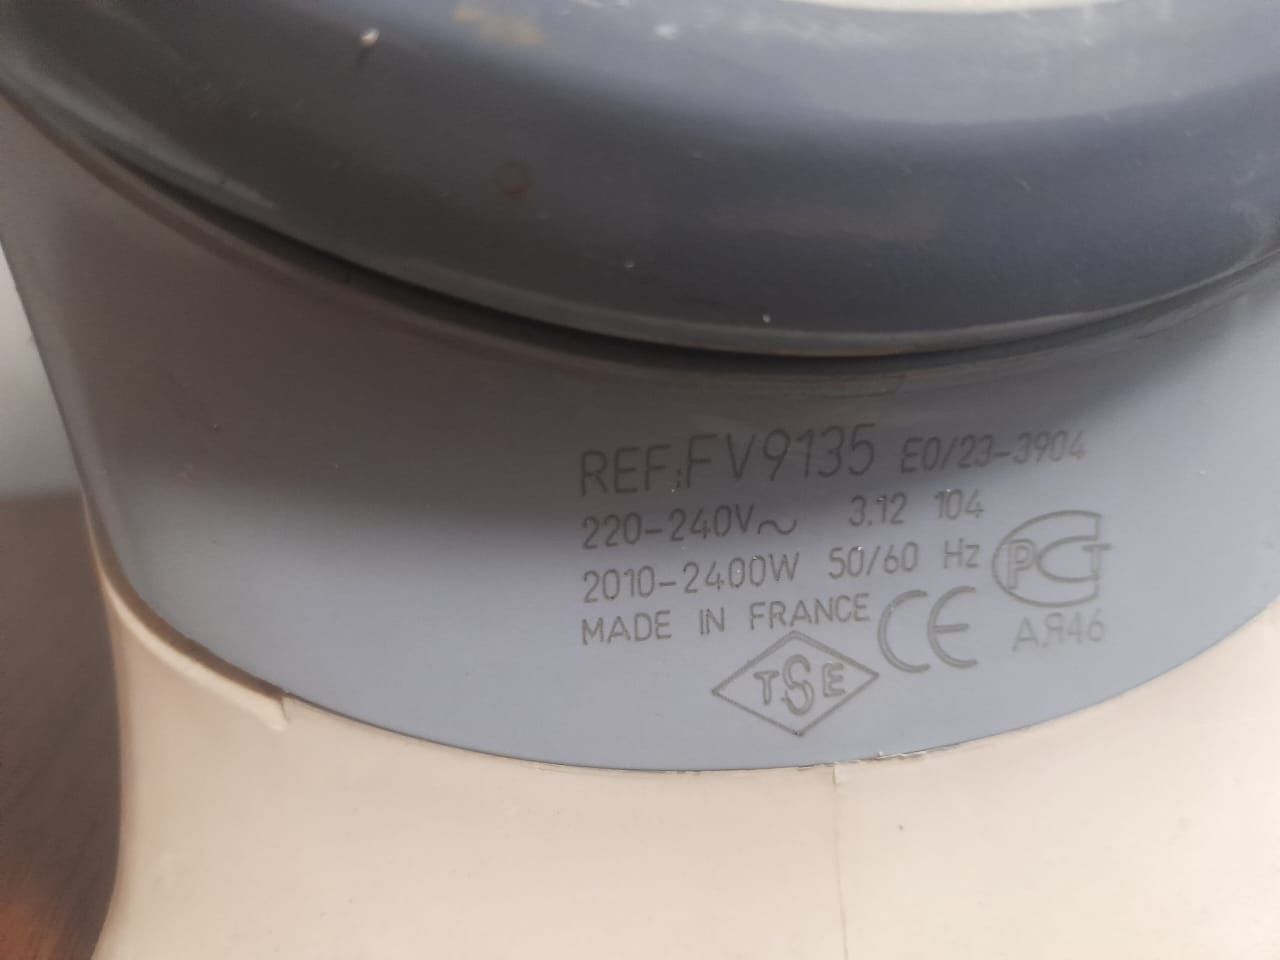 REF:FV9135 E0/23-3904
220-240V~ 3.12 104
2010-2400W 50/60 Hz
PCT
MADE IN FRANCE CE AЯ46
TSE